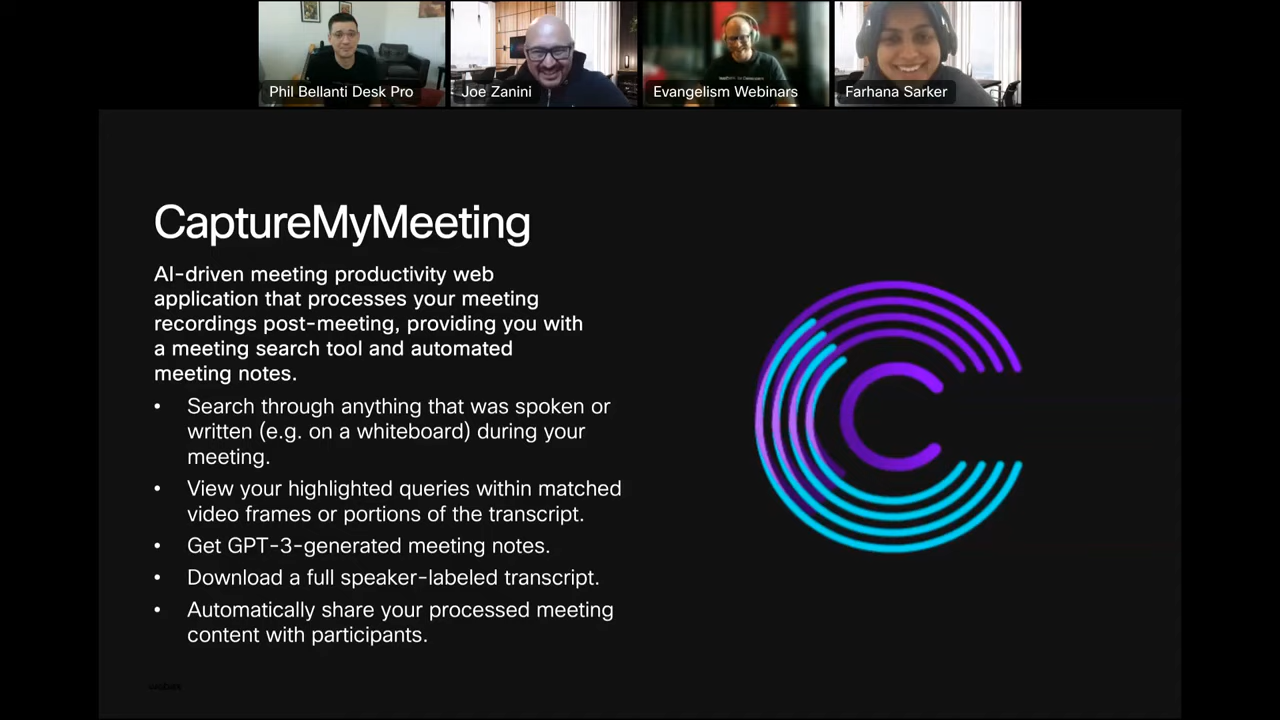 Phil Bellanti Desk Pro
Joe Zanini
Evangelism Webinars
Farhana Sarker
CaptureMyMeeting
AI-driven meeting productivity web
application that processes your meeting
recordings post-meeting, providing you with
a meeting search tool and automated
meeting notes.
• Search through anything that was spoken or
written (e.g. on a whiteboard) during your
meeting.
• View your highlighted queries within matched
video frames or portions of the transcript.
• Get GPT-3-generated meeting notes.
• Download a full speaker-labeled transcript.
• Automatically share your processed meeting
content with participants.